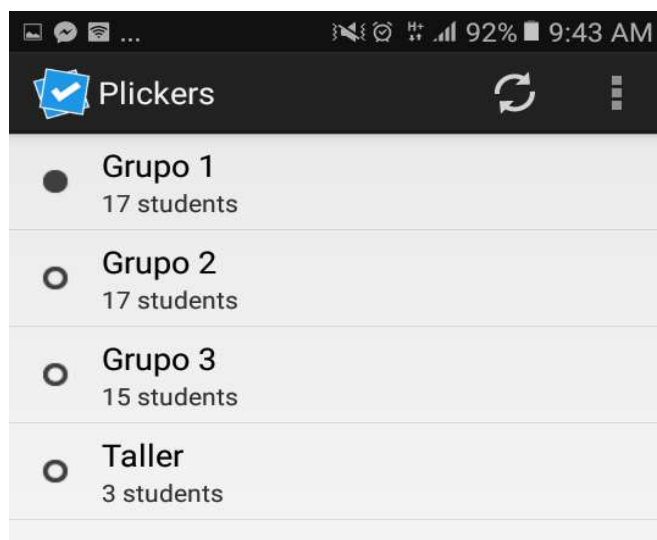 ... H+ 92% 9:43 AM
Plickers
Grupo 1
17 students
Grupo 2
17 students
Grupo 3
15 students
Taller
3 students